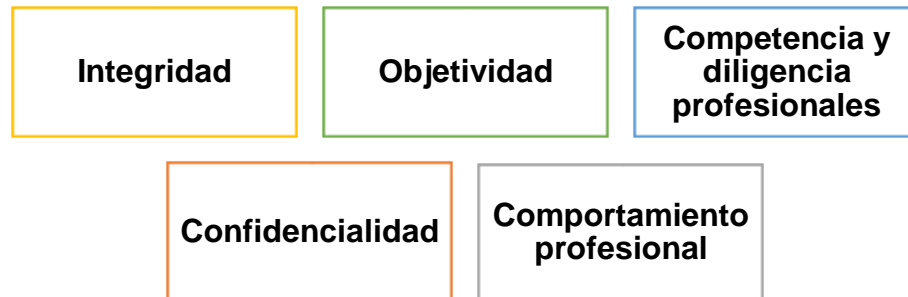 Integridad
Objetividad
Competencia y
diligencia
profesionales
Confidencialidad
Comportamiento
profesional